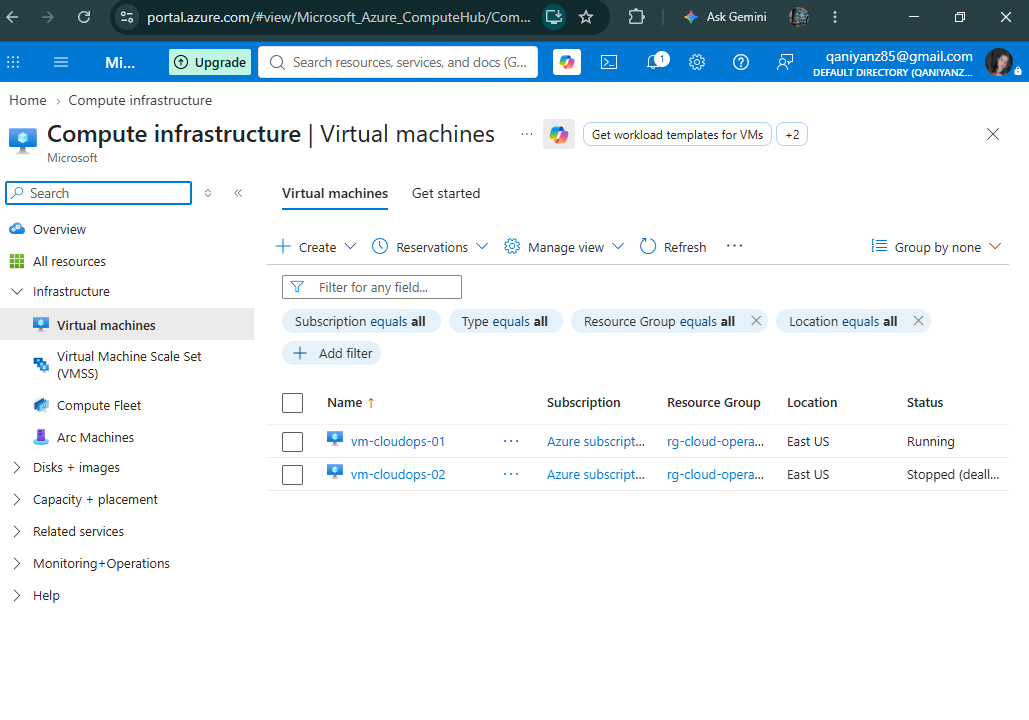 portal.azure.com/#view/Microsoft_Azure_ComputeHub/Com...
Ask Gemini
Mi...
Upgrade
Search resources, services, and docs (G...
1
qaniyanz85@gmail.com
DEFAULT DIRECTORY (QANIYANZ...
Home > Compute infrastructure
Compute infrastructure | Virtual machines
...
Get workload templates for VMs
+2
Microsoft
Search
Overview
All resources
Infrastructure
Virtual machines
Virtual Machine Scale Set
(VMSS)
Compute Fleet
Arc Machines
Disks + images
Capacity + placement
Related services
Monitoring+Operations
Help
Virtual machines Get started
Create Reservations Manage view Refresh ... Group by none
Filter for any field...
Subscription equals all Type equals all Resource Group equals all Location equals all
Add filter
Name ↑ Subscription Resource Group Location Status
vm-cloudops-01 ... Azure subscript... rg-cloud-opera... East US Running
vm-cloudops-02 ... Azure subscript... rg-cloud-opera... East US Stopped (deall...